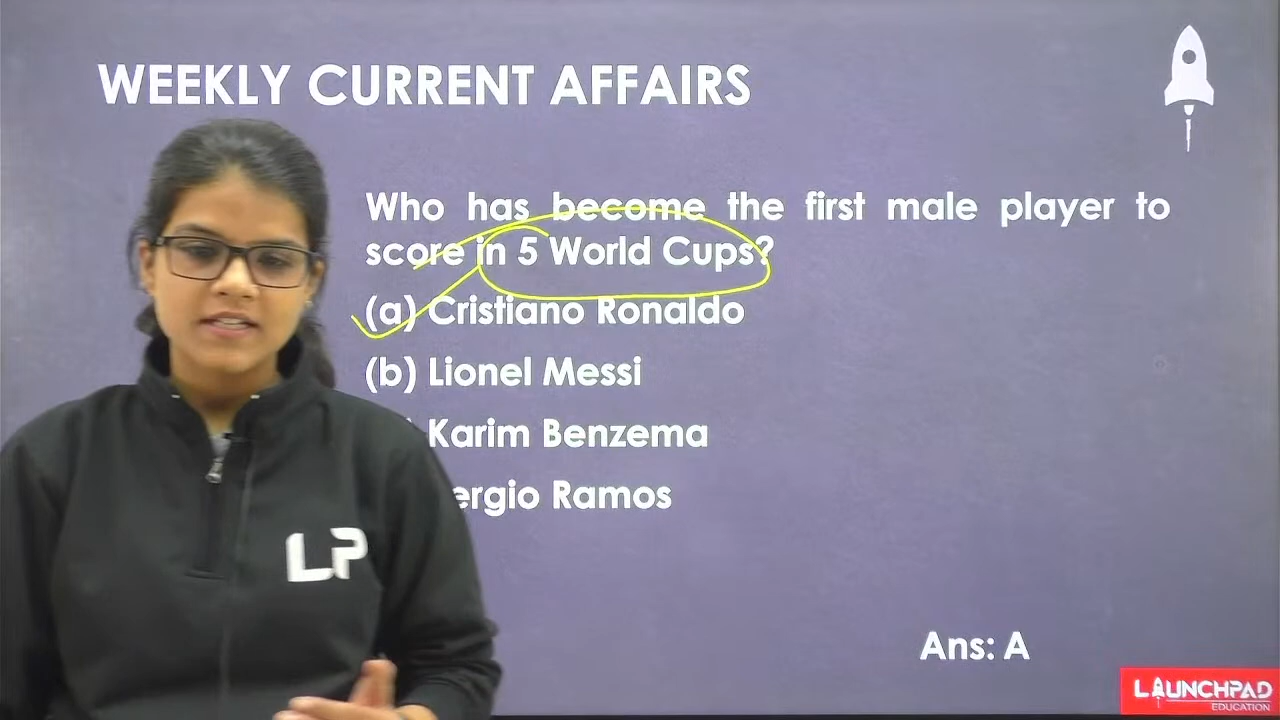 WEEKLY CURRENT AFFAIRS
Who has become the first male player to
score in 5 World Cups?
(a) Cristiano Ronaldo
(b) Lionel Messi
) Karim Benzema
ergio Ramos
LP
Ans: A
LAUNCHPAD
EDUCATION